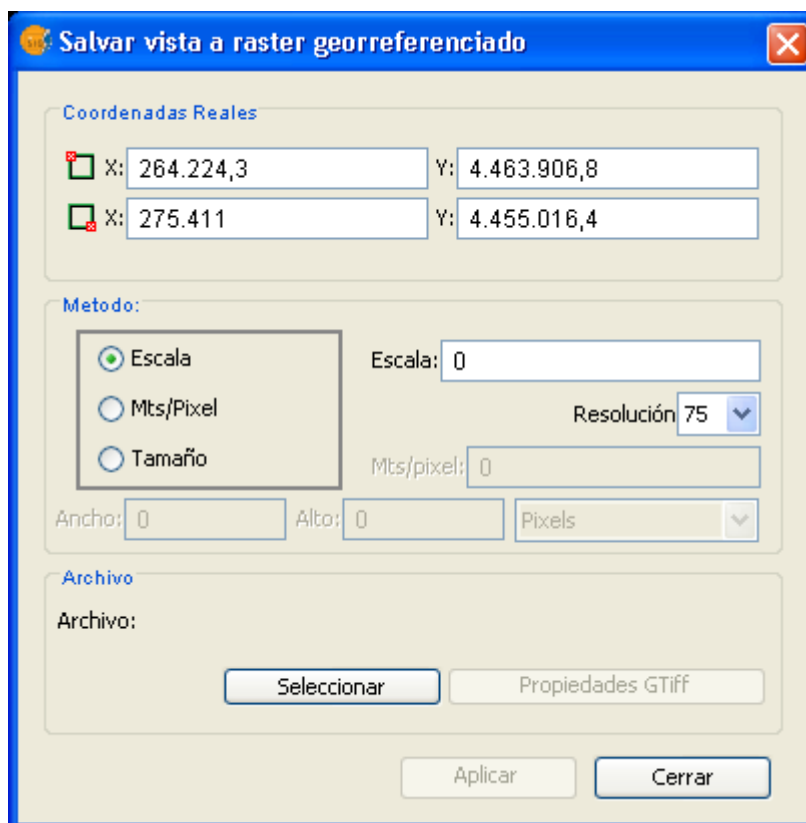 Salvar vista a raster georreferenciado
Coordenadas Reales
X: 264.224,3 Y: 4.463.906,8
X: 275.411 Y: 4.455.016,4
Metodo:
Escala Escala: 0
Mts/Pixel Resolución 75
Tamaño Mts/pixel: 0
Ancho: 0 Alto: 0 Pixels
Archivo
Archivo:
Seleccionar Propiedades GTiff
Aplicar Cerrar